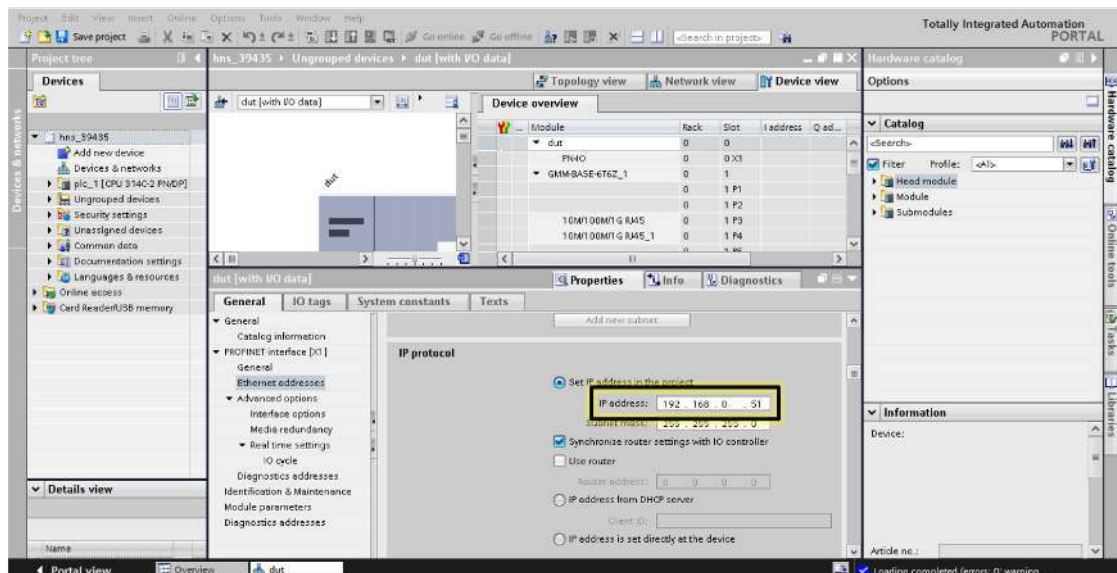 Project Edit View Insert Online Options Tools Window Help
Totally Integrated Automation
PORTAL
Save project
Go online
Go offline
<Search in project>
Project tree
hns_39435 ▸ Ungrouped devices ▸ dut [with I/O data]
Hardware catalog
Devices
Topology view
Network view
Device view
Options
dut [with I/O data]
Device overview
Module Rack Slot I address Q ad...
dut 0 0
PN-IO 0 0 X1
GMM-BASE-6T6Z_1 0 1
0 1 P1
0 1 P2
10M/100M/1G RJ45 0 1 P3
10M/100M/1G RJ45_1 0 1 P4
0 1 P5
dut
hns_39435
Add new device
Devices & networks
plc_1 [CPU 314C-2 PN/DP]
Ungrouped devices
Security settings
Unassigned devices
Common data
Documentation settings
Languages & resources
Online access
Card Reader/USB memory
Catalog
<Search>
Filter Profile: <All>
Head module
Module
Submodules
Devices & networks
Hardware catalog
Online tools
Tasks
Libraries
dut [with I/O data]
Properties
Info
Diagnostics
General
IO tags
System constants
Texts
General
Catalog information
PROFINET interface [X1]
General
Ethernet addresses
Advanced options
Interface options
Media redundancy
Real time settings
IO cycle
Diagnostics addresses
Identification & Maintenance
Module parameters
Diagnostics addresses
Add new subnet
IP protocol
Set IP address in the project
IP address: 192 . 168 . 0 . 51
Subnet mask: 255 . 255 . 255 . 0
Synchronize router settings with IO controller
Use router
Router address: 0 . 0 . 0 . 0
IP address from DHCP server
Client ID:
IP address is set directly at the device
Information
Device:
Article no.:
Details view
Name
Portal view
Overview
dut
Loading completed (errors: 0; warning